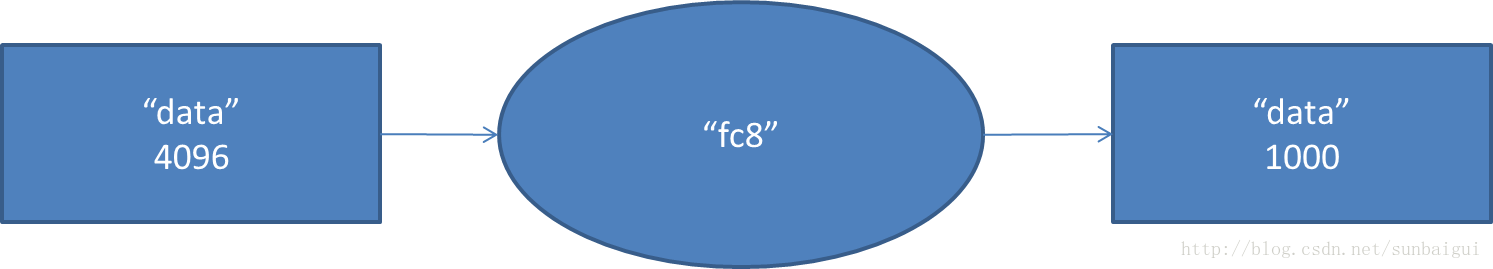 “data”
4096
“fc8”
“data”
1000
http://blog.csdn.net/sunbaigui